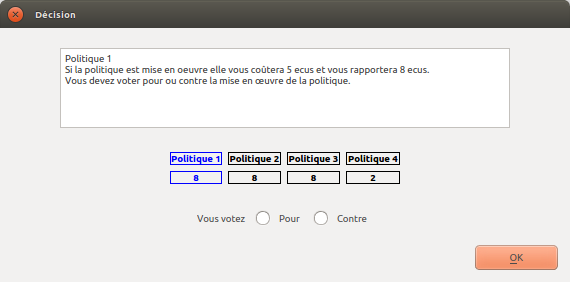 Décision
Politique 1
Si la politique est mise en oeuvre elle vous coûtera 5 ecus et vous rapportera 8 ecus.
Vous devez voter pour ou contre la mise en œuvre de la politique.
Politique 1 Politique 2 Politique 3 Politique 4
8 8 8 2
Vous votez Pour Contre
OK